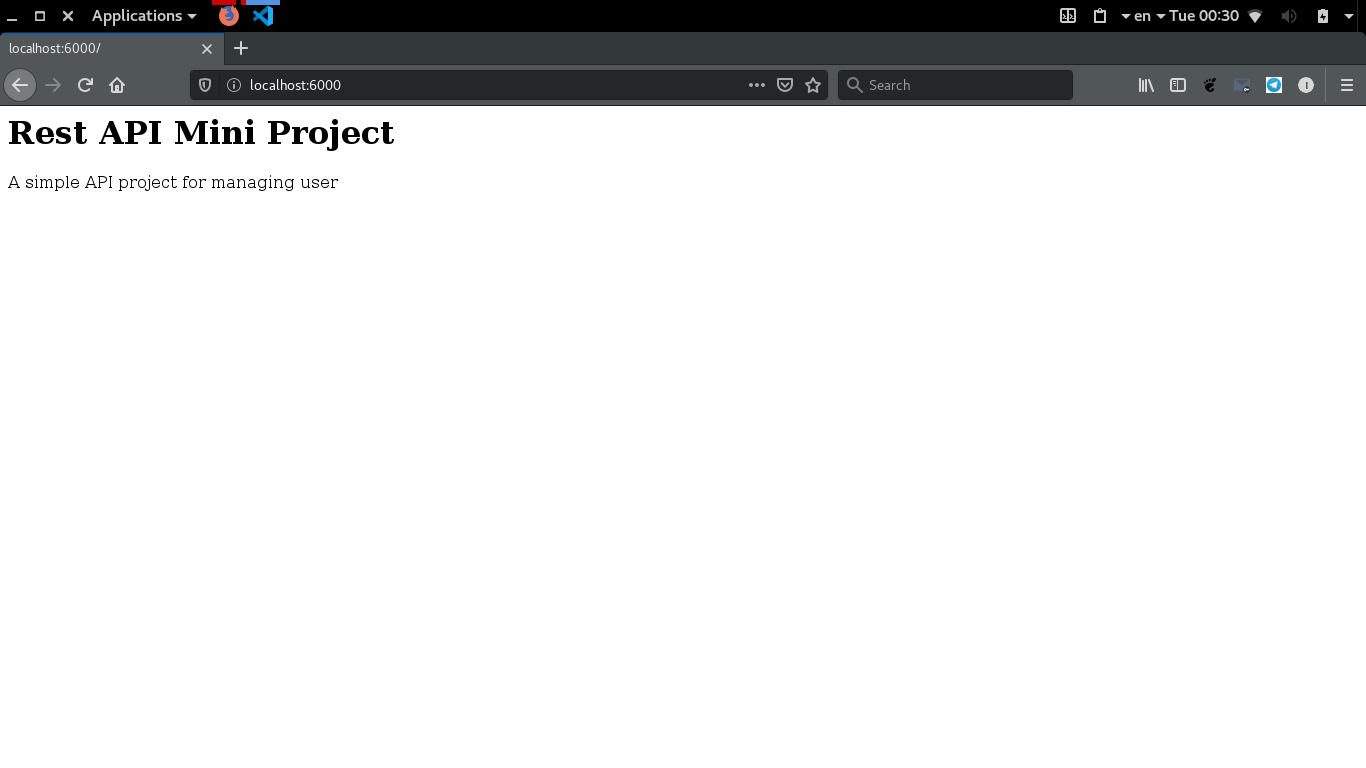 Applications
en
Tue 00:30
localhost:6000/
localhost:6000
Search
Rest API Mini Project
A simple API project for managing user